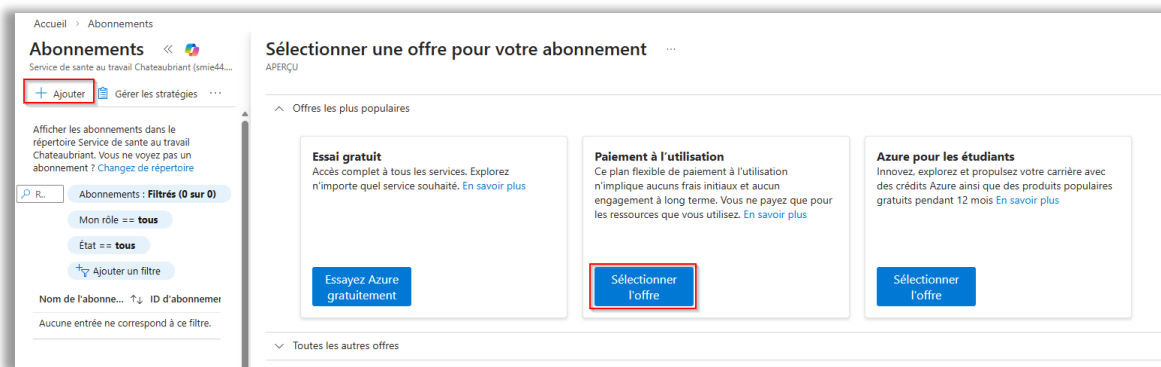 Accueil > Abonnements
Abonnements
Service de sante au travail Chateaubriant (smie44....
+ Ajouter
Gérer les stratégies ...
Afficher les abonnements dans le
répertoire Service de sante au travail
Chateaubriant. Vous ne voyez pas un
abonnement ? Changez de répertoire
R...
Abonnements : Filtrés (0 sur 0)
Mon rôle == tous
État == tous
Ajouter un filtre
Nom de l'abonne... ↑↓ ID d'abonnemer
Aucune entrée ne correspond à ce filtre.
Sélectionner une offre pour votre abonnement ...
APERÇU
Offres les plus populaires
Essai gratuit
Accès complet à tous les services. Explorez
n'importe quel service souhaité. En savoir plus
Essayez Azure
gratuitement
Paiement à l'utilisation
Ce plan flexible de paiement à l'utilisation
n'implique aucuns frais initiaux et aucun
engagement à long terme. Vous ne payez que pour
les ressources que vous utilisez. En savoir plus
Sélectionner
l'offre
Azure pour les étudiants
Innovez, explorez et propulsez votre carrière avec
des crédits Azure ainsi que des produits populaires
gratuits pendant 12 mois En savoir plus
Sélectionner
l'offre
Toutes les autres offres